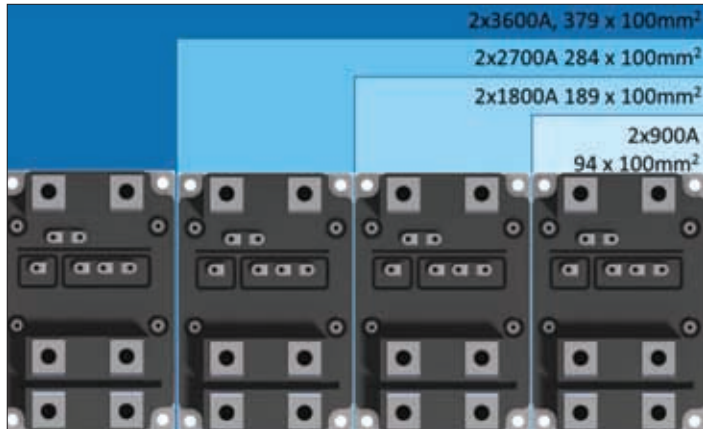 2x3600A, 379 x 100mm²
2x2700A 284 x 100mm²
2x1800A 189 x 100mm²
2x900A
94 x 100mm²